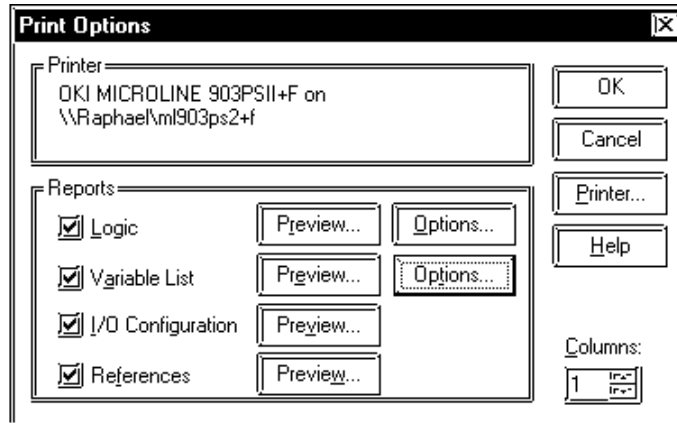 Print Options
Printer
OKI MICROLINE 903PSII+F on
\\Raphael\ml903ps2+f
OK
Cancel
Printer...
Help
Reports
Logic Preview... Options...
Variable List Preview... Options...
I/O Configuration Preview...
References Preview...
Columns:
1